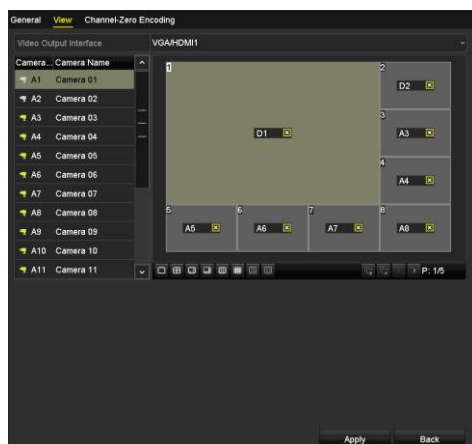 General View Channel-Zero Encoding
Video Output Interface VGA/HDMI1
Camera... Camera Name
A1 Camera 01
A2 Camera 02
A3 Camera 03
A4 Camera 04
A5 Camera 05
A6 Camera 06
A7 Camera 07
A8 Camera 08
A9 Camera 09
A10 Camera 10
A11 Camera 11
1
D1
2
D2
3
A3
4
A4
5 6 7 8
A5 A6 A7 A8
P: 1/5
Apply Back